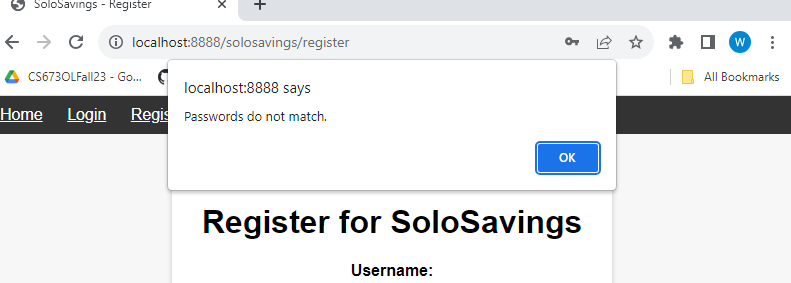 SoloSavings - Register
localhost:8888/solosavings/register
W
CS673OLFall23 - Go...
All Bookmarks
localhost:8888 says
Passwords do not match.
OK
Home Login Regis
Register for SoloSavings
Username: